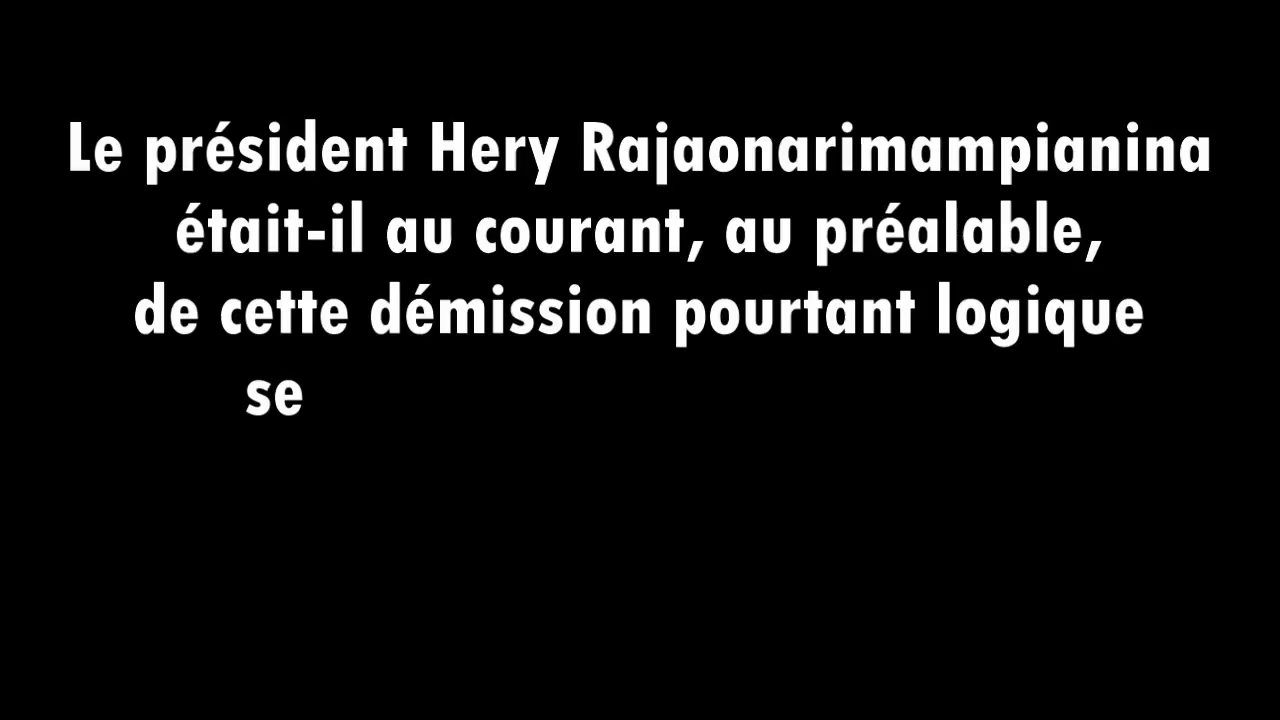 Le président Hery Rajaonarimampianina
était-il au courant, au préalable,
de cette démission pourtant logique
se